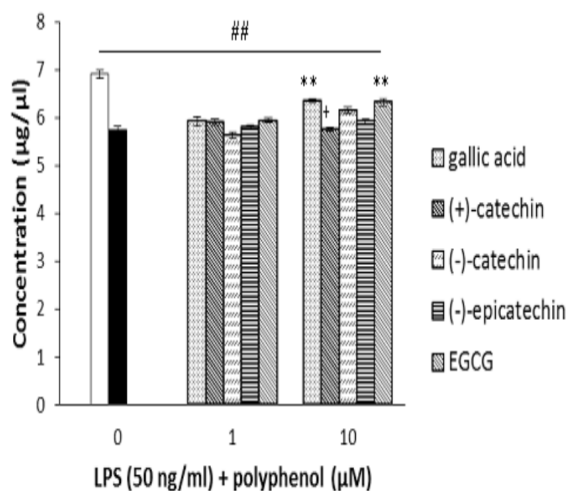 ##
** ** 
+
Concentration (µg/µl)
8
7
6
5
4
3
2
1
0
0 1 10
LPS (50 ng/ml) + polyphenol (µM)
gallic acid
(+)-catechin
(-)-catechin
(-)-epicatechin
EGCG